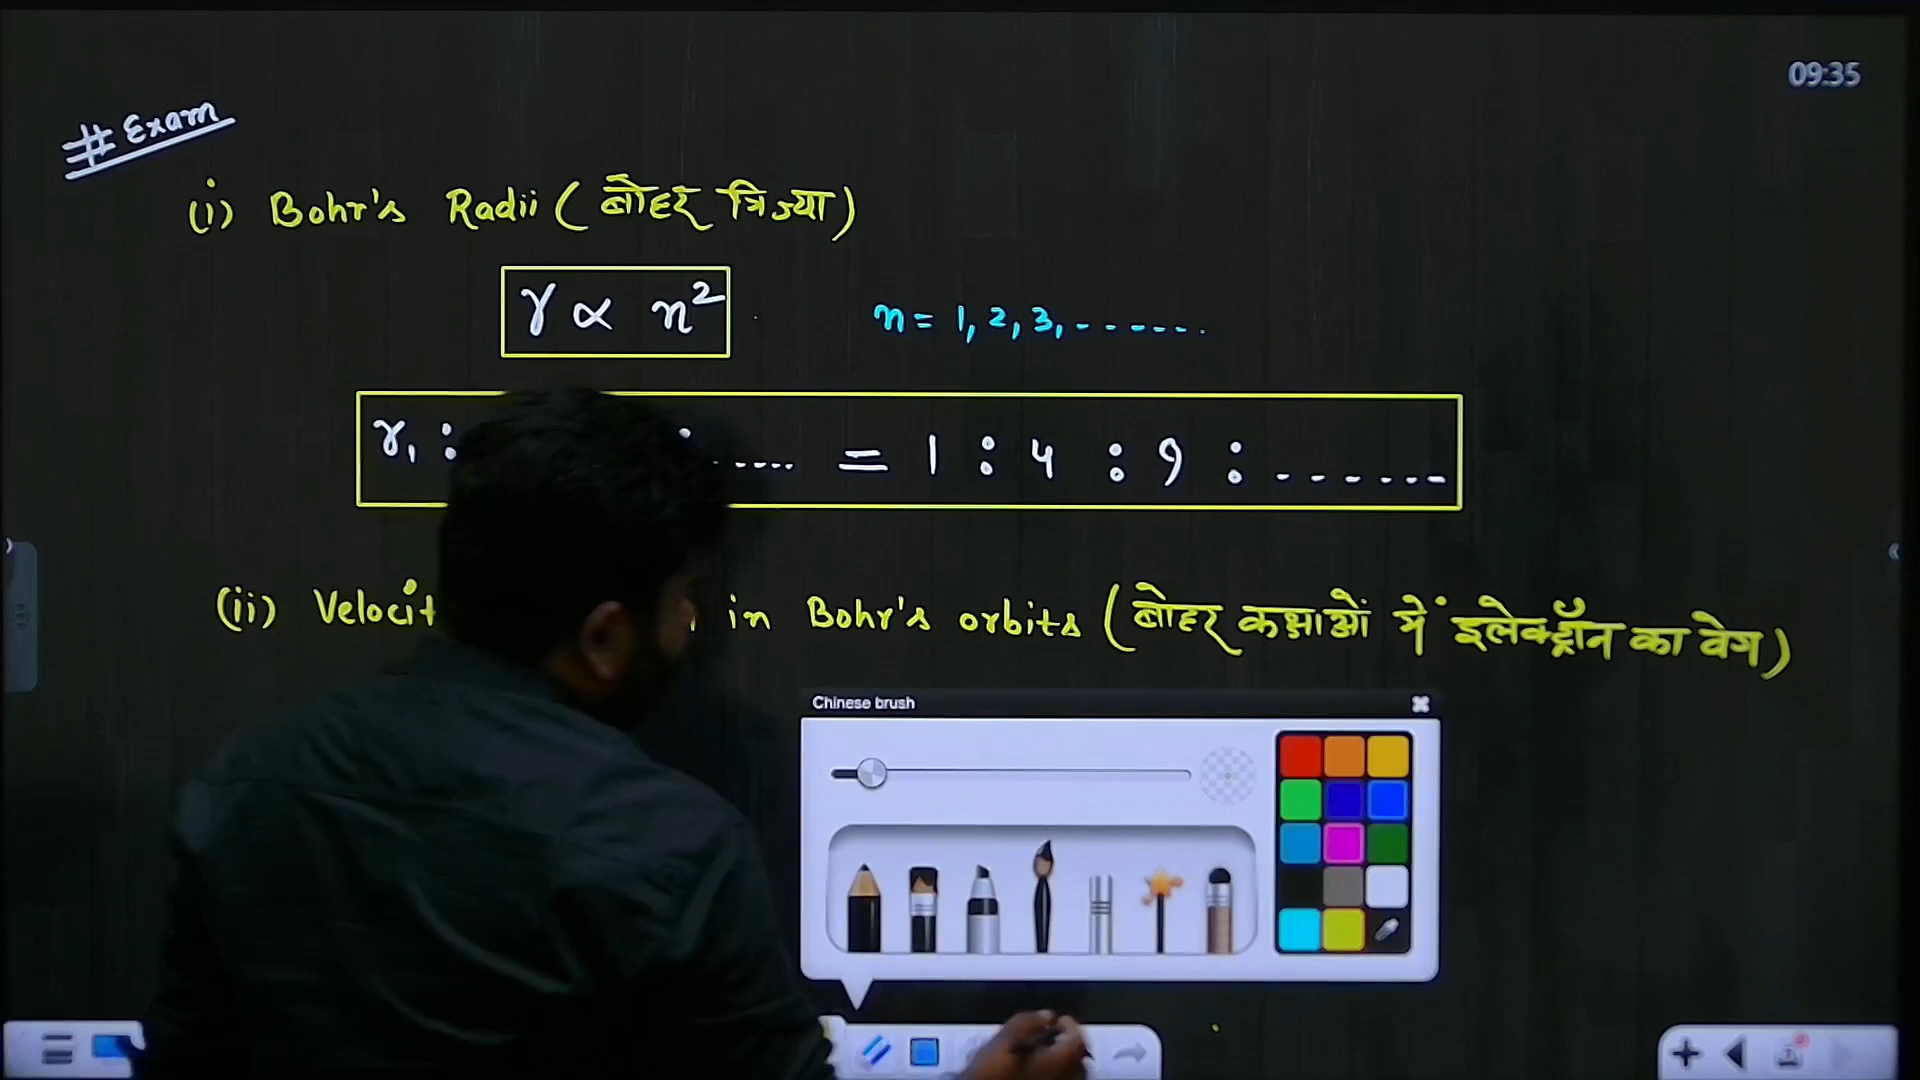 09:35
# Exam
(i) Bohr's Radii (बोहर त्रिज्या)
r ∝ n²
n = 1, 2, 3, -------
r₁ : : ..... = 1 : 4 : 9 : ------
(ii) in Bohr's orbits (बोहर कक्षाओं में इलेक्ट्रॉन का वेग)
Chinese brush